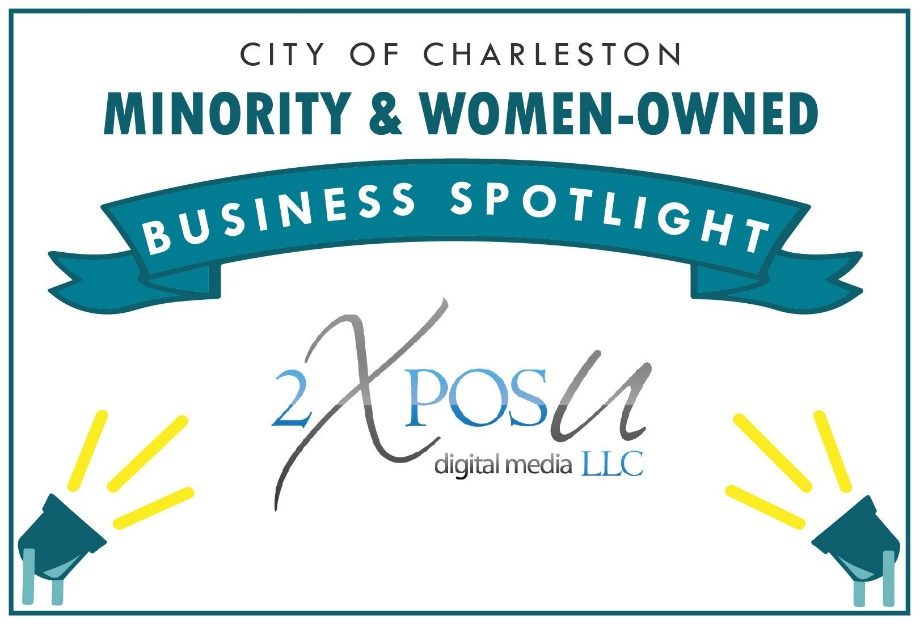 CITY OF CHARLESTON
MINORITY & WOMEN-OWNED
BUSINESS SPOTLIGHT
2XPOSU
digital media LLC